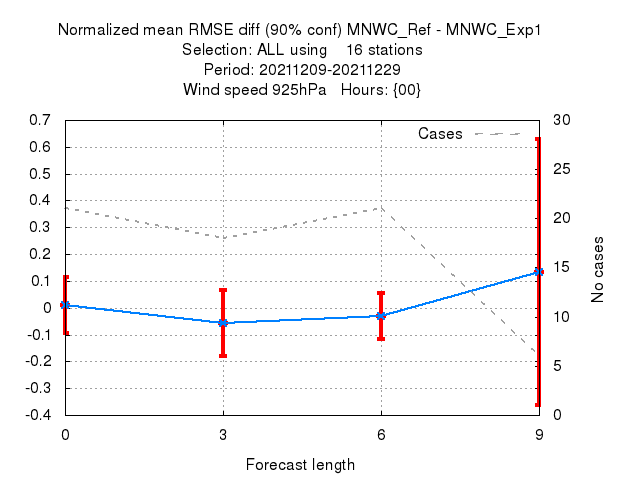 Normalized mean RMSE diff (90% conf) MNWC_Ref - MNWC_Exp1
Selection: ALL using 16 stations
Period: 20211209-20211229
Wind speed 925hPa Hours: {00}
Cases
0.7
0.6
0.5
0.4
0.3
0.2
0.1
0
-0.1
-0.2
-0.3
-0.4
30
25
20
15
10
5
0
No cases
0 3 6 9
Forecast length